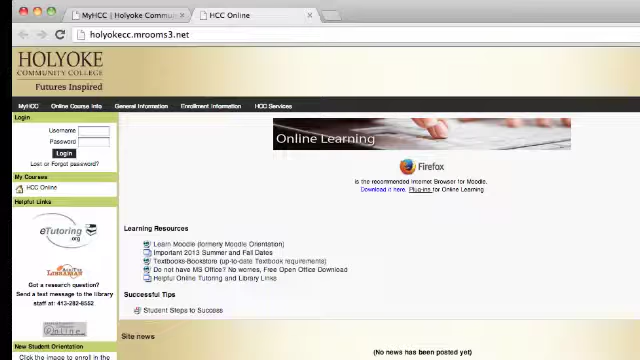 MyHCC | Holyoke Commun
HCC Online
holyokecc.mrooms3.net
HOLYOKE
COMMUNITY COLLEGE
Futures Inspired
MyHCC
Online Course Info
General Information
Enrollment Information
HCC Services
Login
Username
Password
Login
Lost or Forgot password?
My Courses
HCC Online
Helpful Links
eTutoring
.org
Ask The
LIBRARIAN
Got a research question?
Send a text message to the library
staff at: 413-282-8552
Online
New Student Orientation
Click the image to enroll in the
Online Learning
Firefox
is the recommended Internet Browser for Moodle.
Download it here. Plug-ins for Online Learning
Learning Resources
Learn Moodle (formerly Moodle Orientation)
Important 2013 Summer and Fall Dates
Textbooks-Bookstore (up-to-date Textbook requirements)
Do not have MS Office? No worries, Free Open Office Download
Helpful Online Tutoring and Library Links
Successful Tips
Student Steps to Success
Site news
(No news has been posted yet)